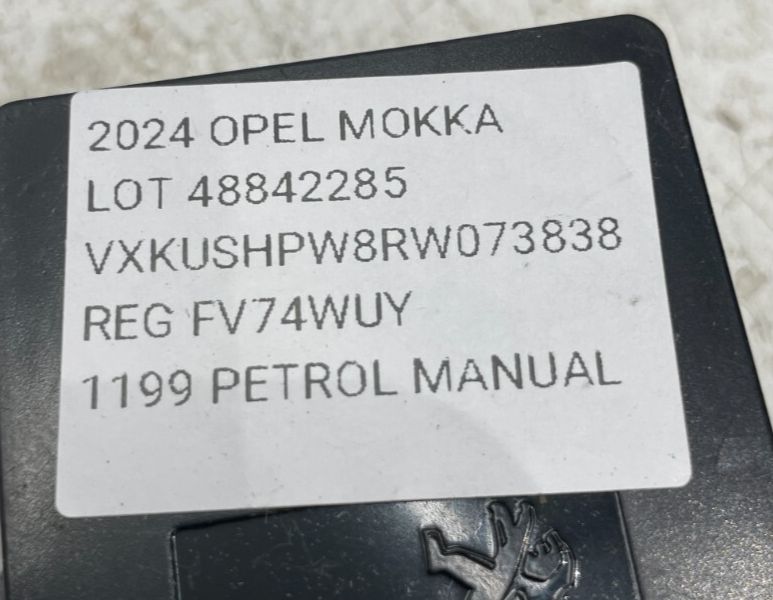 2024 OPEL MOKKA
LOT 48842285
VXKUSHPW8RW073838
REG FV74WUY
1199 PETROL MANUAL